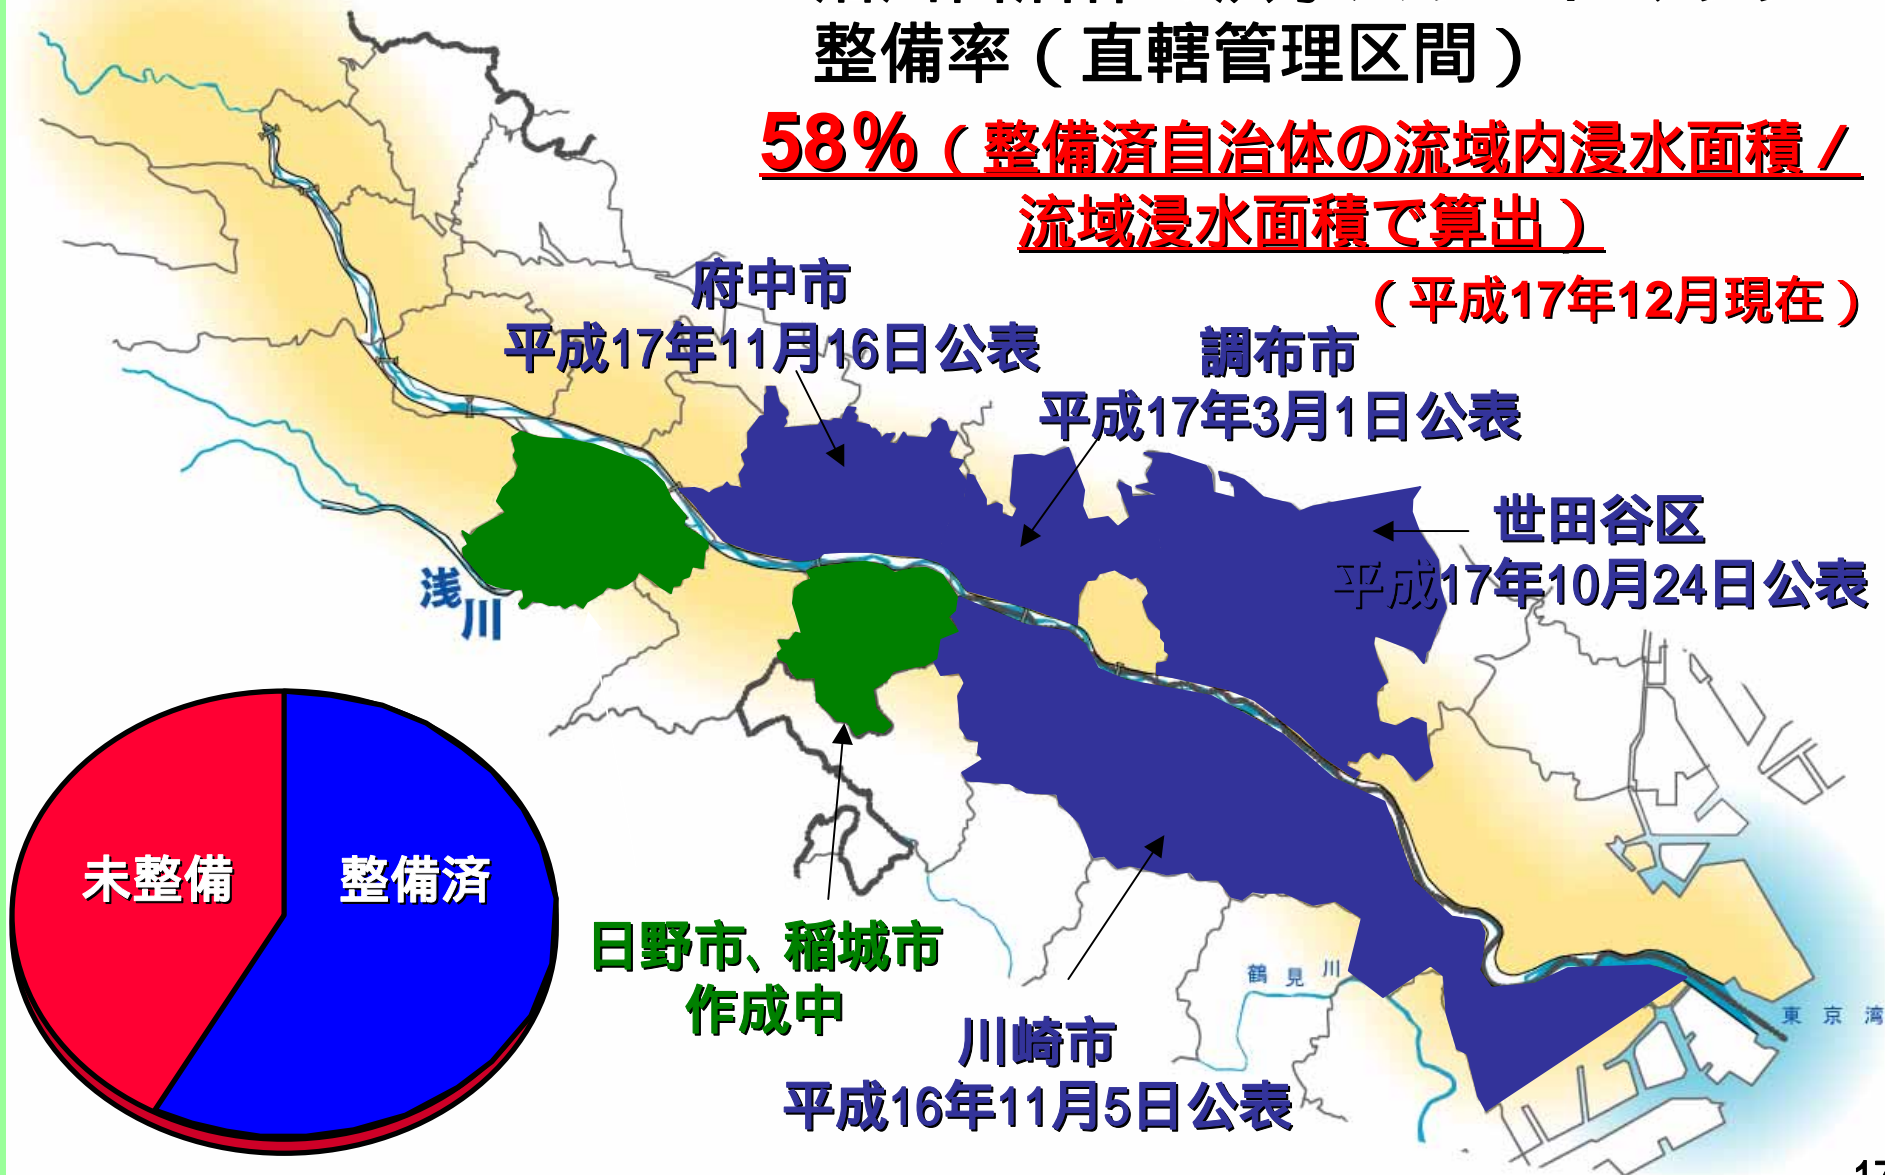 整備率（直轄管理区間）
58%（整備済自治体の流域内浸水面積／
流域浸水面積で算出）
（平成17年12月現在）
府中市
平成17年11月16日公表
調布市
平成17年3月1日公表
世田谷区
平成17年10月24日公表
浅川
未整備
整備済
日野市、稲城市
作成中
川崎市
平成16年11月5日公表
鶴見川
東京湾
17